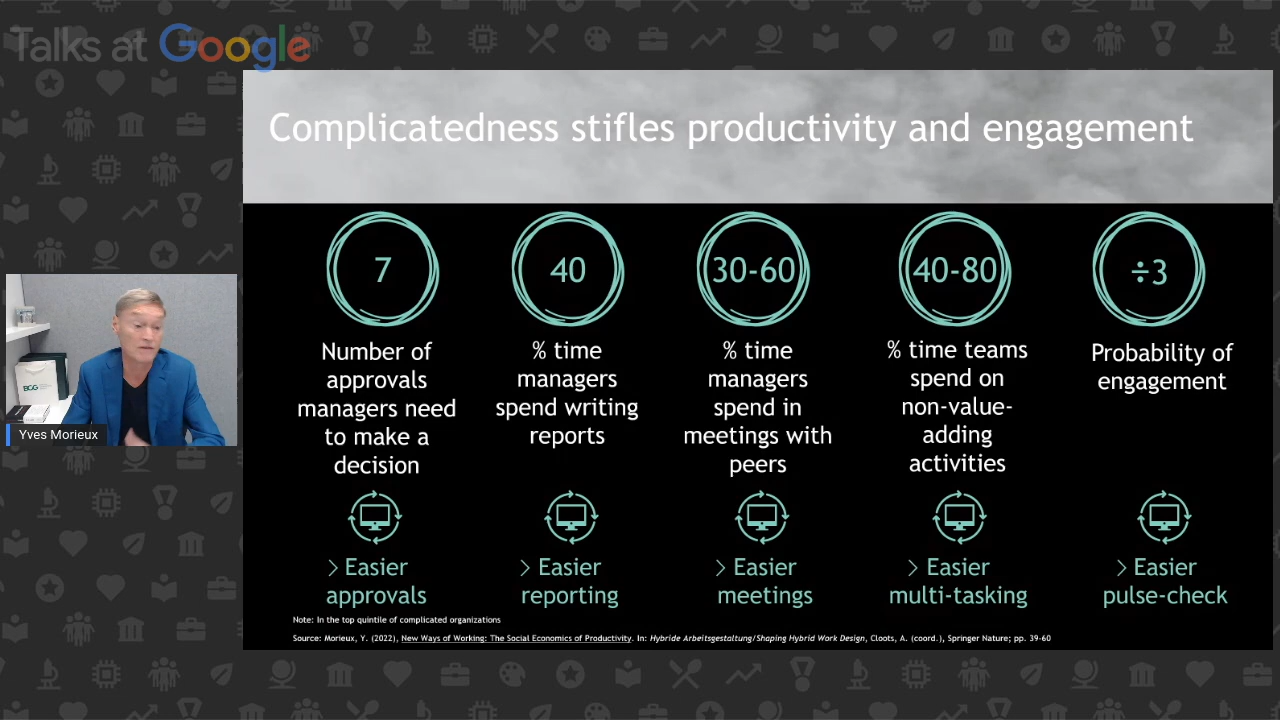 Talks at Google
Complicatedness stifles productivity and engagement
7
Number of
approvals
managers need
to make a
decision
> Easier
approvals
40
% time
managers
spend writing
reports
> Easier
reporting
30-60
% time
managers
spend in
meetings with
peers
> Easier
meetings
40-80
% time teams
spend on
non-value-
adding
activities
> Easier
multi-tasking
÷3
Probability of
engagement
> Easier
pulse-check
Note: In the top quintile of complicated organizations
Source: Morieux, Y. (2022), New Ways of Working: The Social Economics of Productivity. In: Hybride Arbeitsgestaltung/Shaping Hybrid Work Design, Cloots, A. (coord.), Springer Nature; pp. 39-60
BCG
Yves Morieux